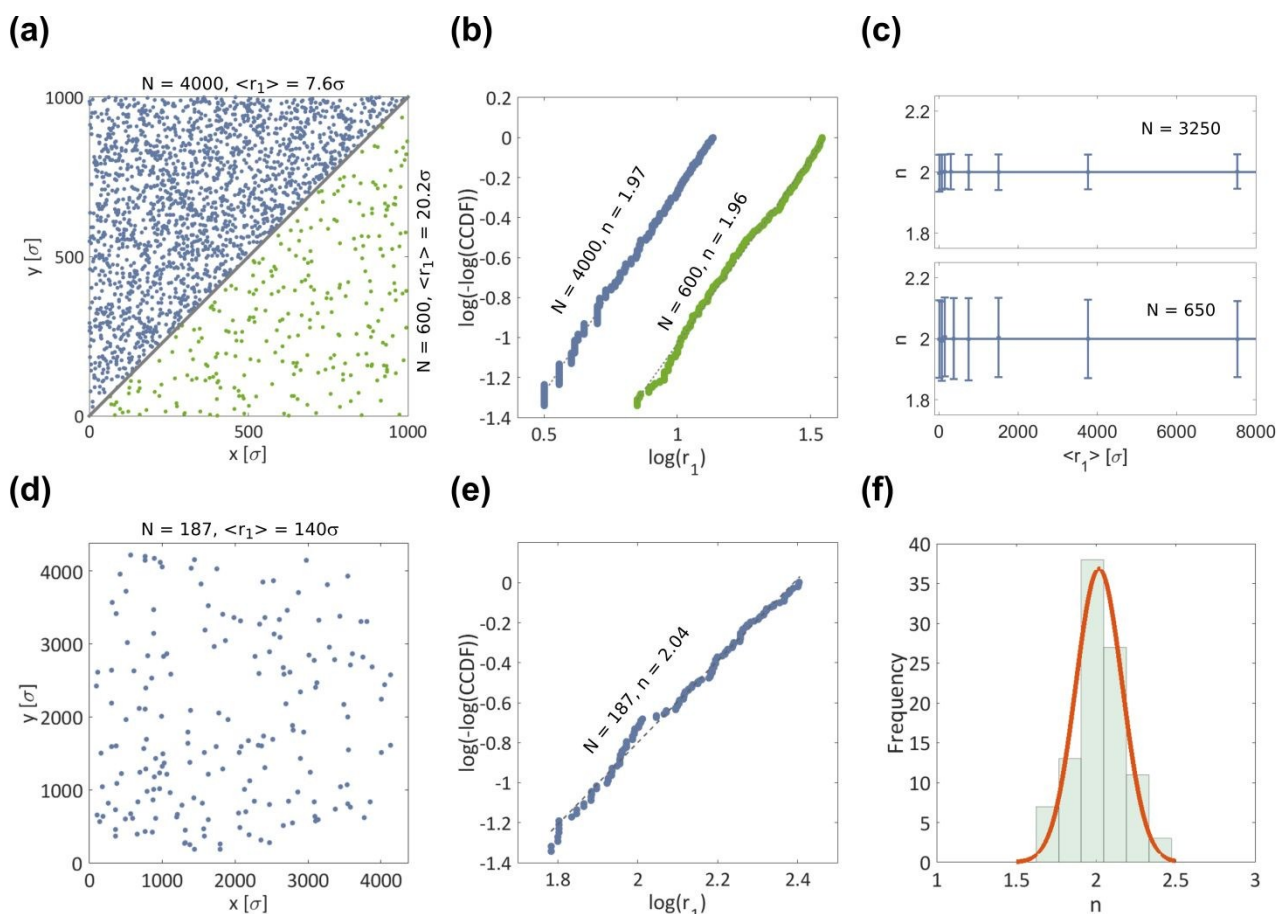 (a)
N = 4000, <r1> = 7.6σ
1000
500
0
y [σ]
0 500 1000
x [σ]
N = 600, <r1> = 20.2σ
(b)
0.2
0
-0.2
-0.4
-0.6
-0.8
-1.0
-1.2
-1.4
log(-log(CCDF))
N = 4000, n = 1.97
N = 600, n = 1.96
0.5 1 1.5
log(r1)
(c)
2.2
2
1.8
n
N = 3250
2.2
2
1.8
n
N = 650
0 2000 4000 6000 8000
<r1> [σ]
(d)
N = 187, <r1> = 140σ
4000
3000
2000
1000
0
y [σ]
0 1000 2000 3000 4000
x [σ]
(e)
0
-0.2
-0.4
-0.6
-0.8
-1
-1.2
-1.4
log(-log(CCDF))
N = 187, n = 2.04
1.8 2 2.2 2.4
log(r1)
(f)
40
35
30
25
20
15
10
5
0
Frequency
1 1.5 2 2.5 3
n